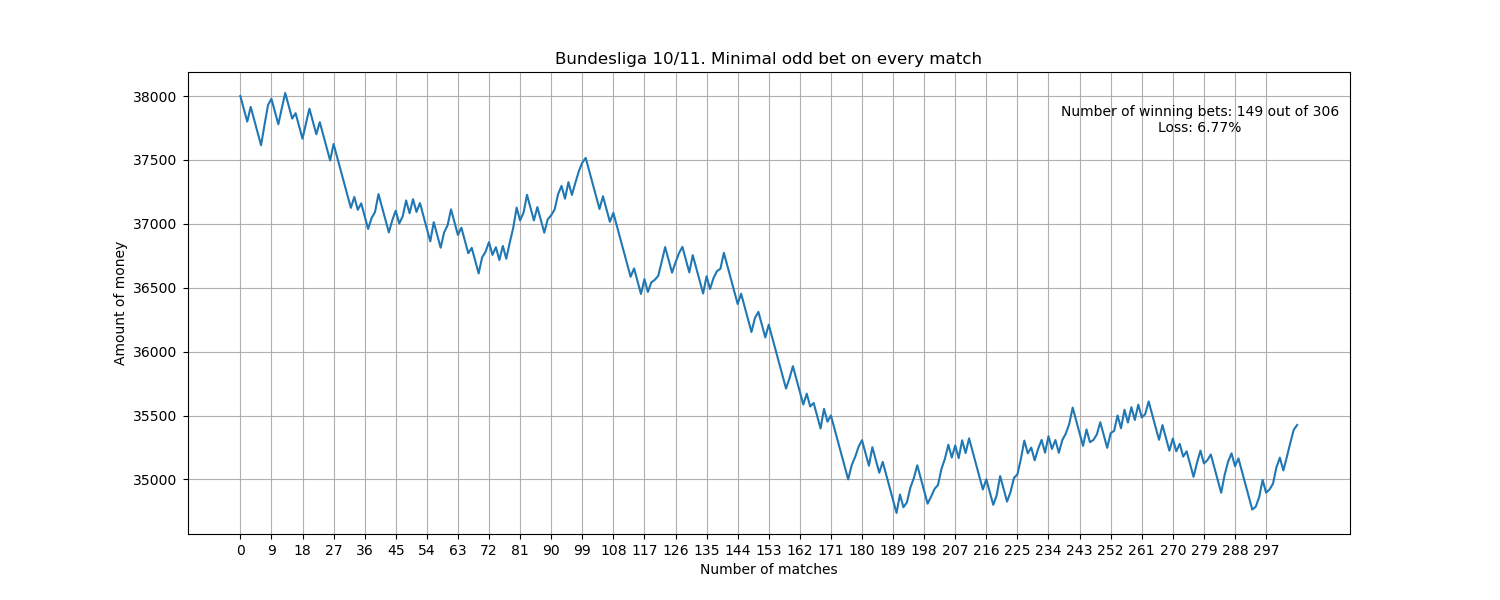 Bundesliga 10/11. Minimal odd bet on every match
Number of winning bets: 149 out of 306
Loss: 6.77%
Amount of money
38000
37500
37000
36500
36000
35500
35000
0 9 18 27 36 45 54 63 72 81 90 99 108 117 126 135 144 153 162 171 180 189 198 207 216 225 234 243 252 261 270 279 288 297
Number of matches